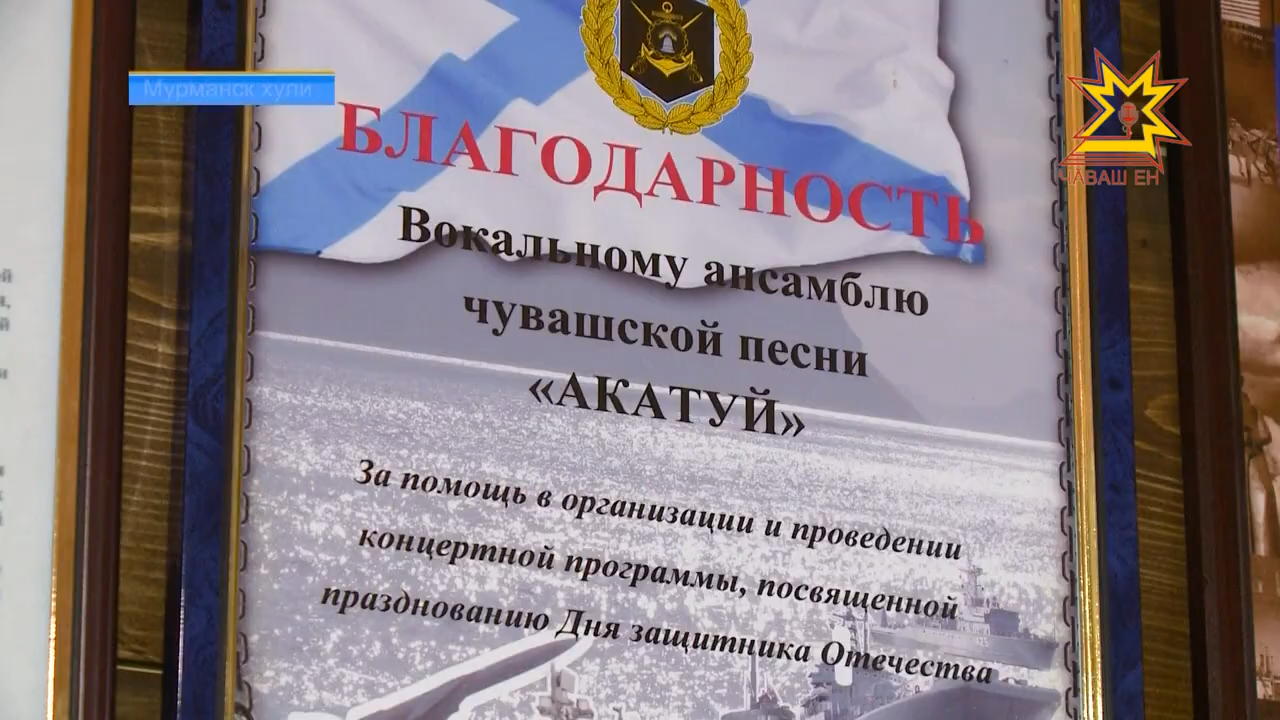 Мурманск хули
ЧĂВАШ ЕН
БЛАГОДАРНОСТЬ
Вокальному ансамблю
чувашской песни
«АКАТУЙ»
За помощь в организации и проведении
концертной программы, посвященной
празднованию Дня защитника Отечества